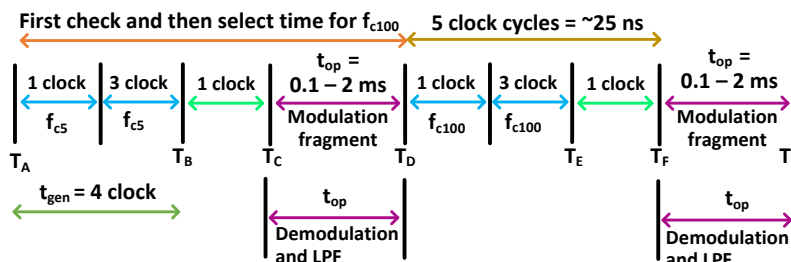 First check and then select time for fc100
5 clock cycles = ~25 ns
1 clock
3 clock
1 clock
top =
0.1 – 2 ms
1 clock
3 clock
1 clock
top =
0.1 – 2 ms
fc5
fc5
Modulation
fragment
fc100
fc100
Modulation
fragment
TA
TB
TC
TD
TE
TF
T
tgen = 4 clock
top
Demodulation
and LPF
top
Demodulation
and LPF